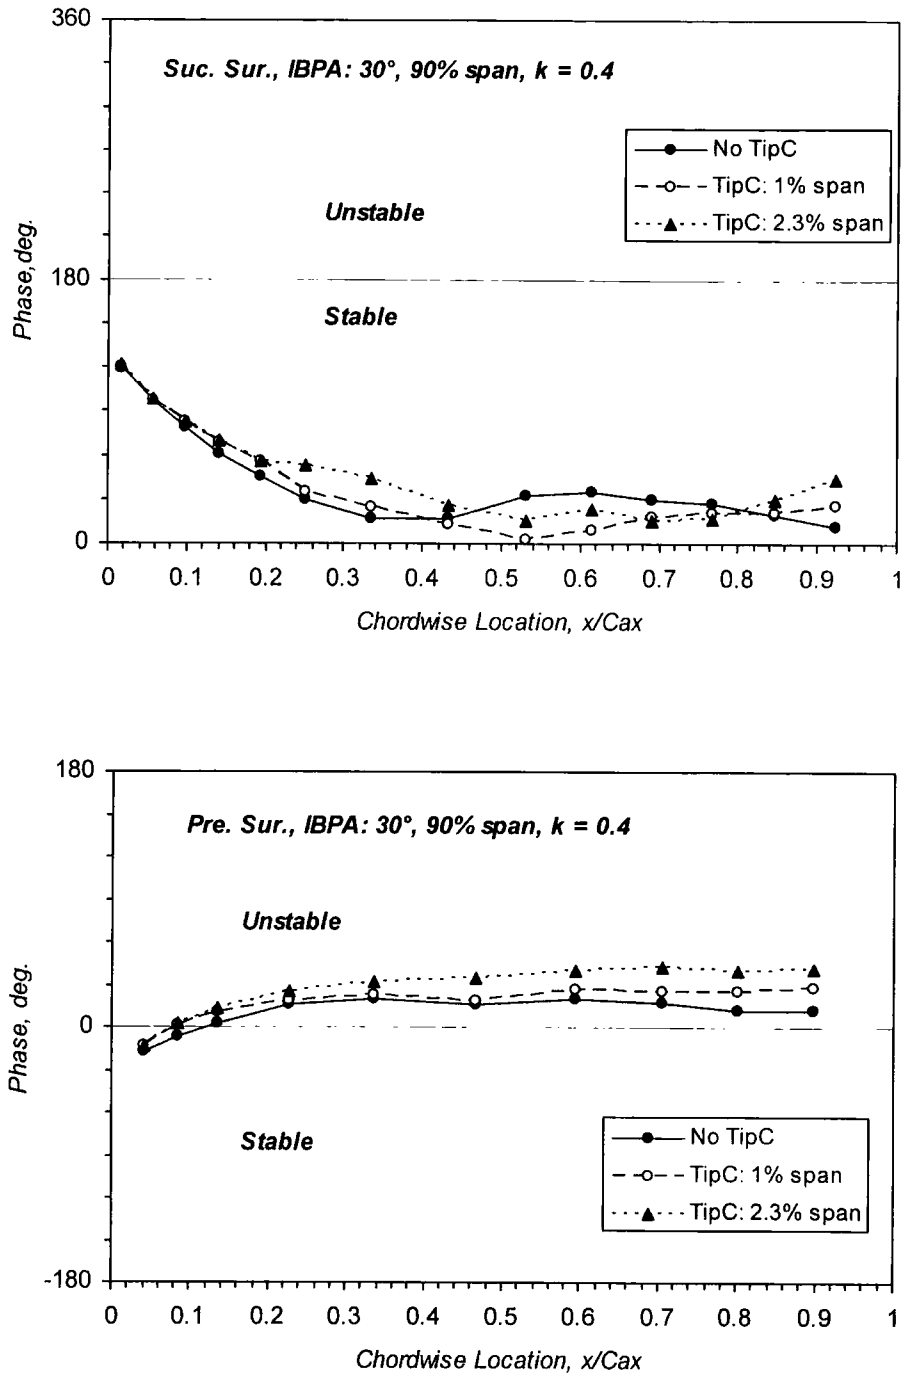 360
Suc. Sur., IBPA: 30°, 90% span, k = 0.4
No TipC
TipC: 1% span
TipC: 2.3% span
Unstable
Phase, deg.
180
Stable
0
0 0.1 0.2 0.3 0.4 0.5 0.6 0.7 0.8 0.9 1
Chordwise Location, x/Cax
180
Pre. Sur., IBPA: 30°, 90% span, k = 0.4
Unstable
Phase, deg.
0
Stable
No TipC
TipC: 1% span
TipC: 2.3% span
-180
0 0.1 0.2 0.3 0.4 0.5 0.6 0.7 0.8 0.9 1
Chordwise Location, x/Cax